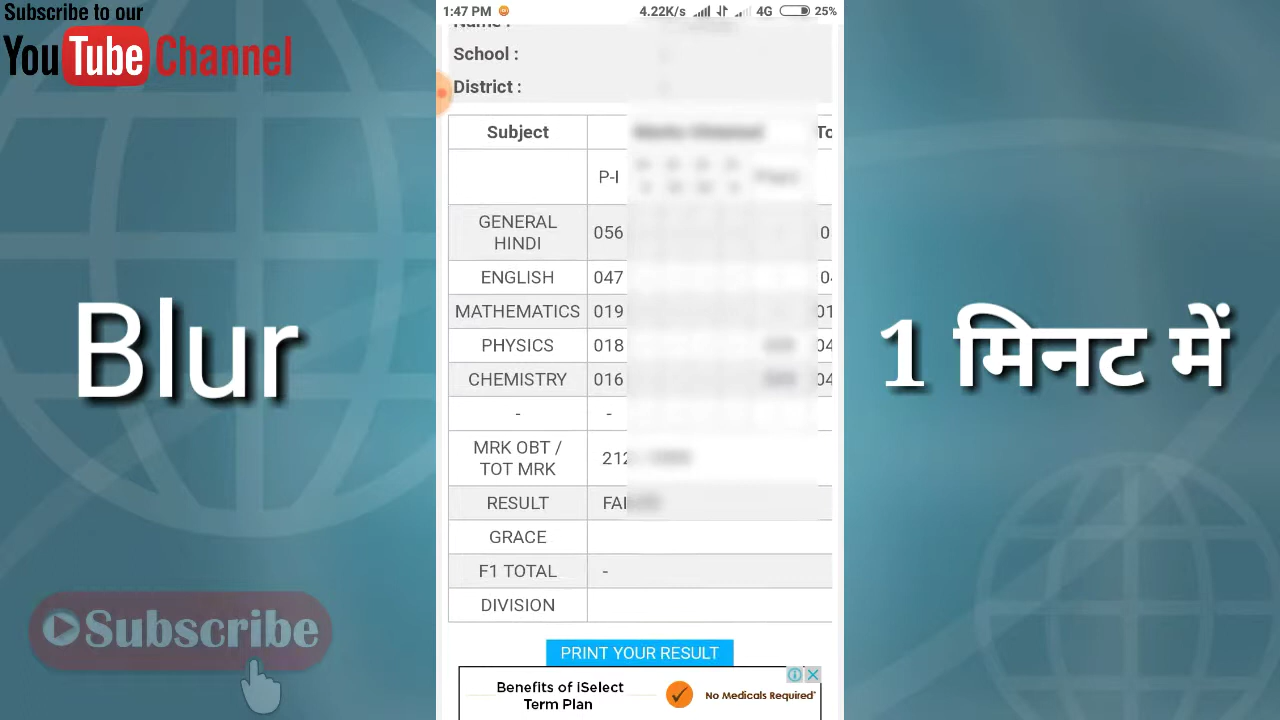 Subscribe to our
YouTube Channel
1:47 PM 4.22K/s 4G 25%
Name :
School :
District :
Subject
P-I
GENERAL HINDI 056
ENGLISH 047
MATHEMATICS 019
PHYSICS 018
CHEMISTRY 016
- -
MRK OBT / TOT MRK
RESULT
GRACE
F1 TOTAL -
DIVISION
PRINT YOUR RESULT
Benefits of iSelect
Term Plan
No Medicals Required*
Blur
1 मिनट में
Subscribe